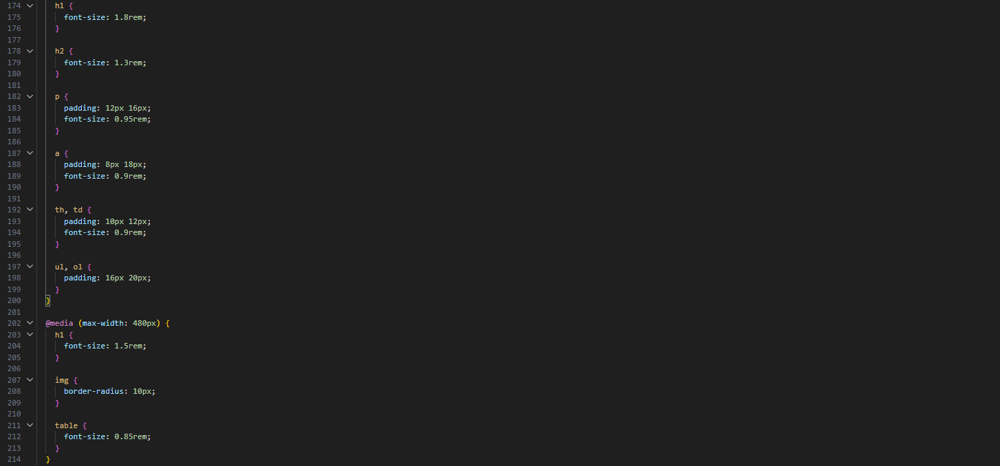 174 h1 {
175 font-size: 1.8rem;
176 }
177
178 h2 {
179 font-size: 1.3rem;
180 }
181
182 p {
183 padding: 12px 16px;
184 font-size: 0.95rem;
185 }
186
187 a {
188 padding: 8px 18px;
189 font-size: 0.9rem;
190 }
191
192 th, td {
193 padding: 10px 12px;
194 font-size: 0.9rem;
195 }
196
197 ul, ol {
198 padding: 16px 20px;
199 }
200 }
201
202 @media (max-width: 480px) {
203 h1 {
204 font-size: 1.5rem;
205 }
206
207 img {
208 border-radius: 10px;
209 }
210
211 table {
212 font-size: 0.85rem;
213 }
214 }